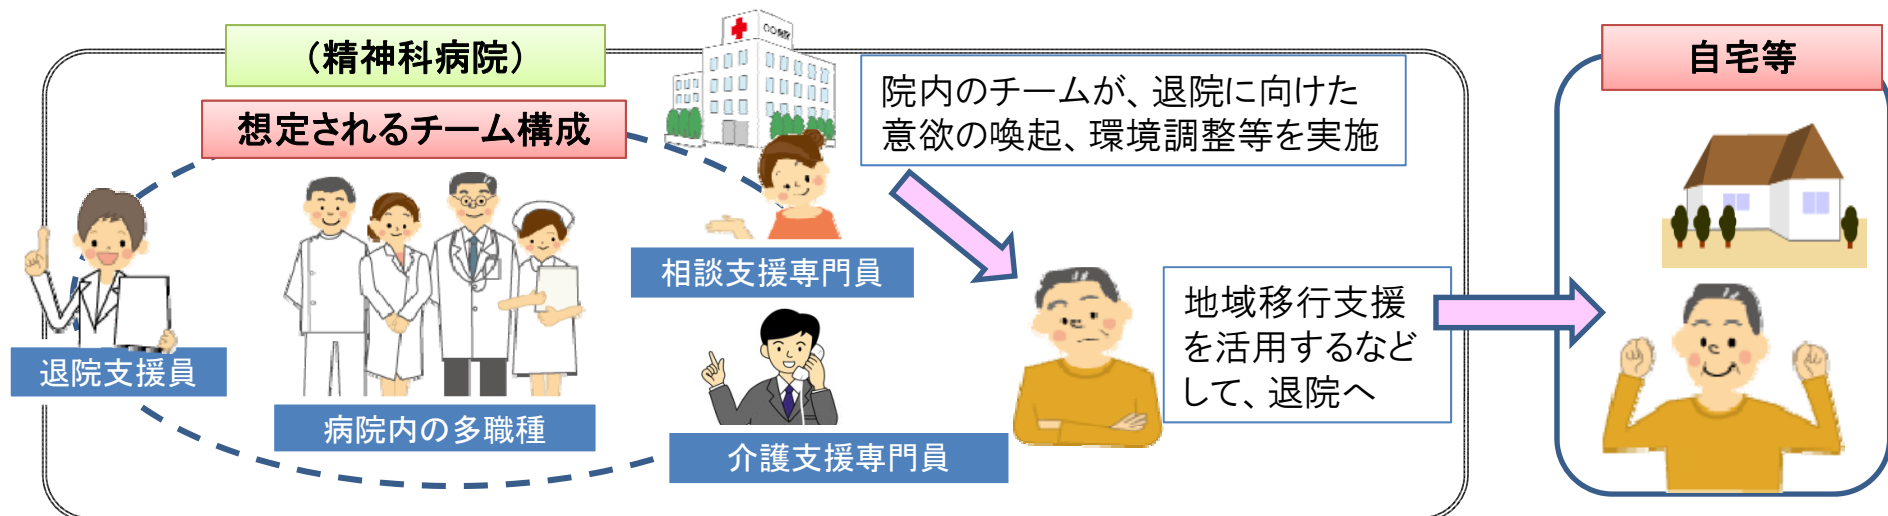 （精神科病院）
想定されるチーム構成
院内のチームが、退院に向けた
意欲の喚起、環境調整等を実施
自宅等
相談支援専門員
退院支援員
病院内の多職種
介護支援専門員
地域移行支援
を活用するなど
して、退院へ